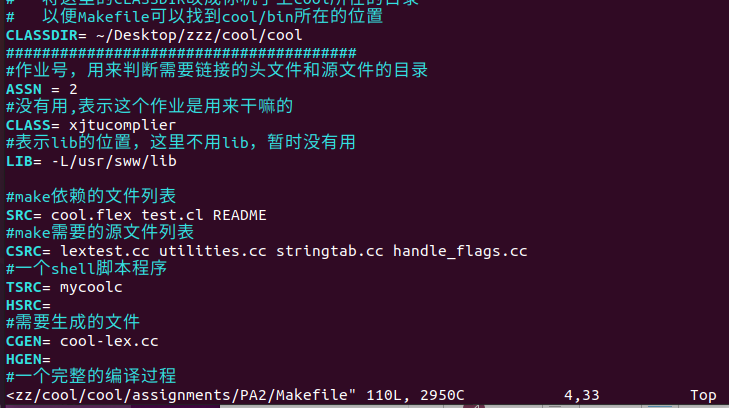 #   以便Makefile可以找到cool/bin所在的位置
CLASSDIR= ~/Desktop/zzz/cool/cool
#######################################
#作业号，用来判断需要链接的头文件和源文件的目录
ASSN = 2
#没有用,表示这个作业是用来干嘛的
CLASS= xjtucomplier
#表示lib的位置，这里不用lib，暂时没有用
LIB= -L/usr/sww/lib
#make依赖的文件列表
SRC= cool.flex test.cl README
#make需要的源文件列表
CSRC= lextest.cc utilities.cc stringtab.cc handle_flags.cc
#一个shell脚本程序
TSRC= mycoolc
HSRC=
#需要生成的文件
CGEN= cool-lex.cc
HGEN=
#一个完整的编译过程
<zz/cool/cool/assignments/PA2/Makefile" 110L, 2950C 4,33 Top